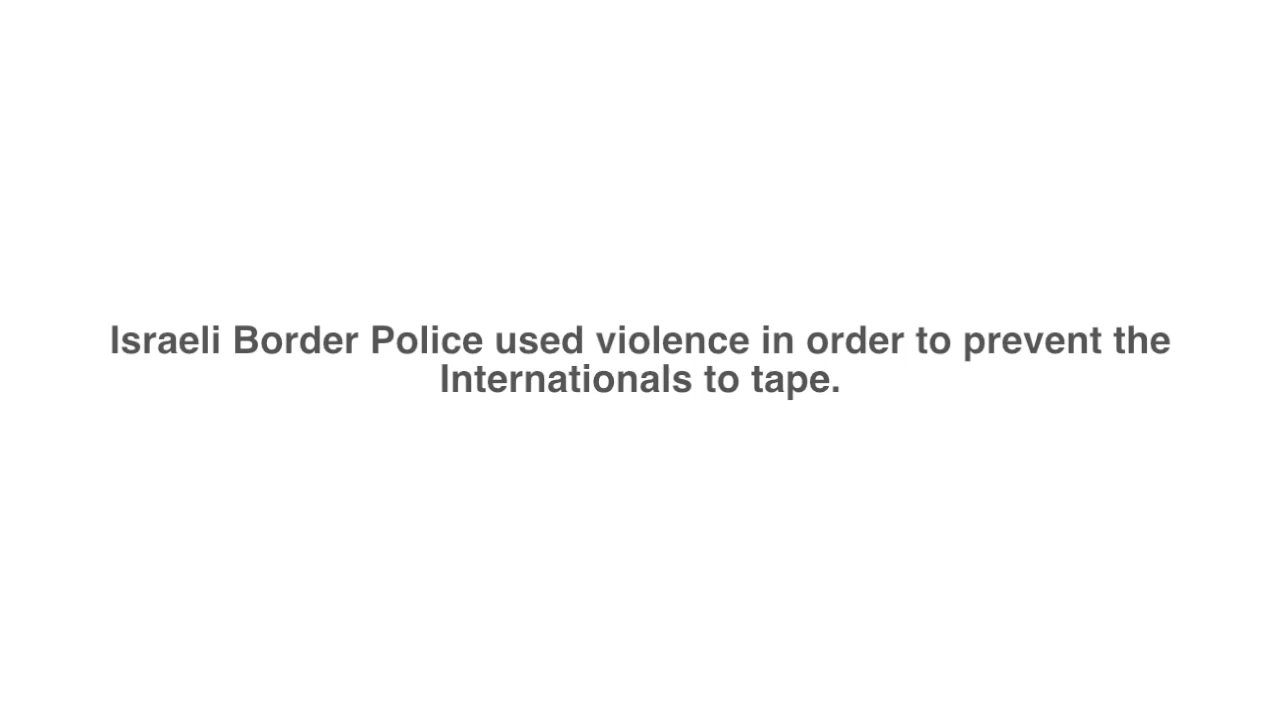 Israeli Border Police used violence in order to prevent the
Internationals to tape.